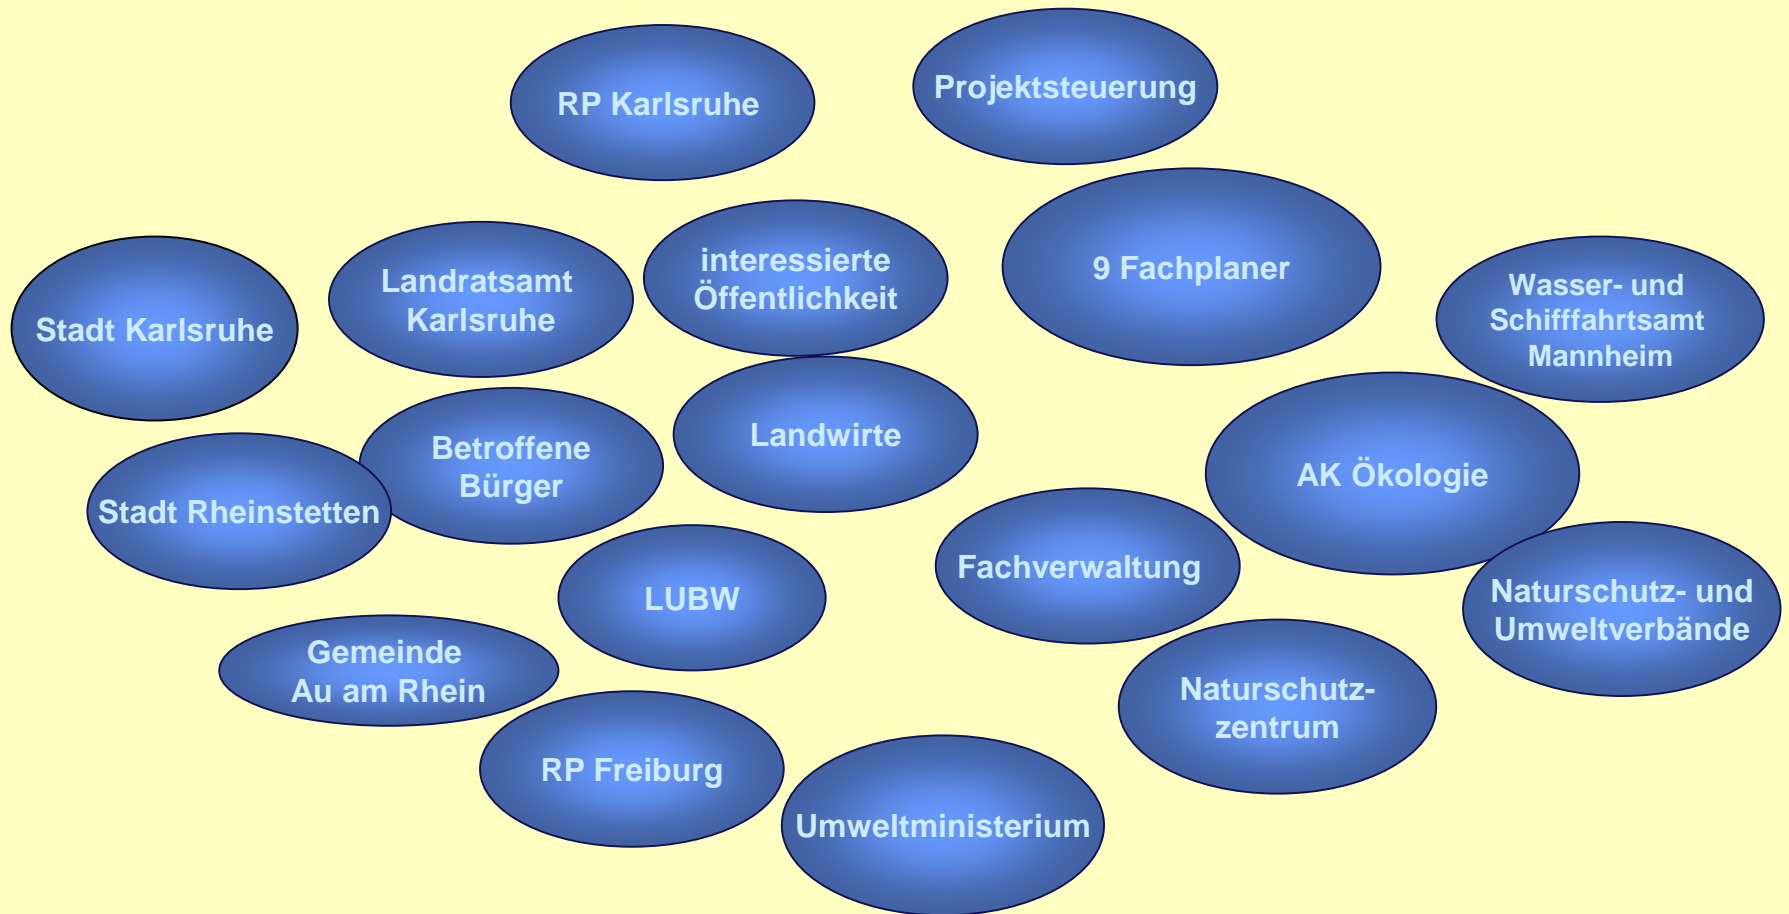 RP Karlsruhe
Projektsteuerung
Stadt Karlsruhe
Landratsamt
Karlsruhe
interessierte
Öffentlichkeit
9 Fachplaner
Wasser- und
Schifffahrtsamt
Mannheim
Stadt Rheinstetten
Betroffene
Bürger
Landwirte
AK Ökologie
LUBW
Fachverwaltung
Naturschutz- und
Umweltverbände
Gemeinde
Au am Rhein
RP Freiburg
Umweltministerium
Naturschutz-
zentrum